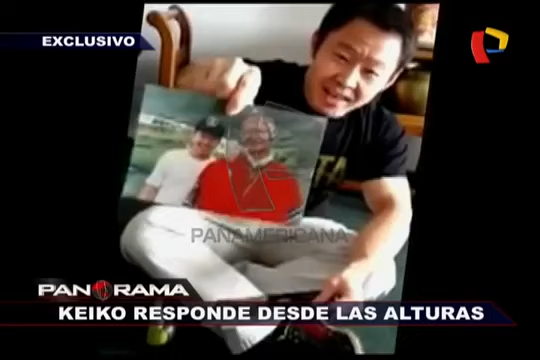 EXCLUSIVO
PANAMERICANA
PANORAMA
KEIKO RESPONDE DESDE LAS ALTURAS